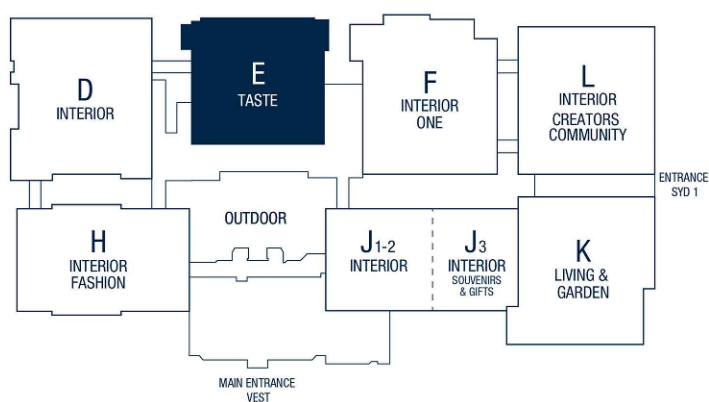 D
INTERIOR
E
TASTE
F
INTERIOR
ONE
L
INTERIOR
CREATORS
COMMUNITY
ENTRANCE
SYD 1
H
INTERIOR
FASHION
OUTDOOR
J1-2
INTERIOR
J3
INTERIOR
SOUVENIRS
& GIFTS
K
LIVING &
GARDEN
MAIN ENTRANCE
VEST